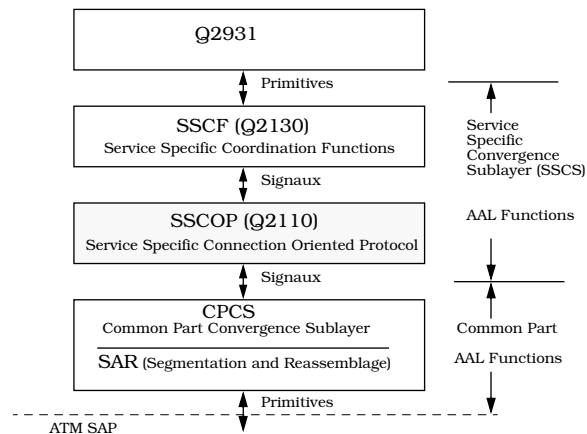 Q2931
Primitives
SSCF (Q2130)
Service Specific Coordination Functions
Signaux
SSCOP (Q2110)
Service Specific Connection Oriented Protocol
Signaux
CPCS
Common Part Convergence Sublayer
SAR (Segmentation and Reassemblage)
Primitives
ATM SAP
Service
Specific
Convergence
Sublayer (SSCS)
AAL Functions
Common Part
AAL Functions